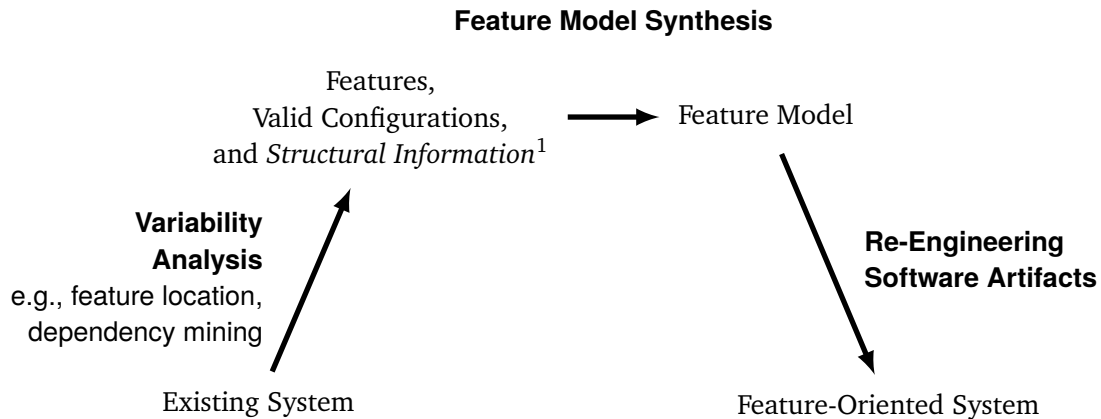 Feature Model Synthesis
Features,
Valid Configurations,
and Structural Information¹
Feature Model
Variability
Analysis
e.g., feature location,
dependency mining
Re-Engineering
Software Artifacts
Existing System
Feature-Oriented System